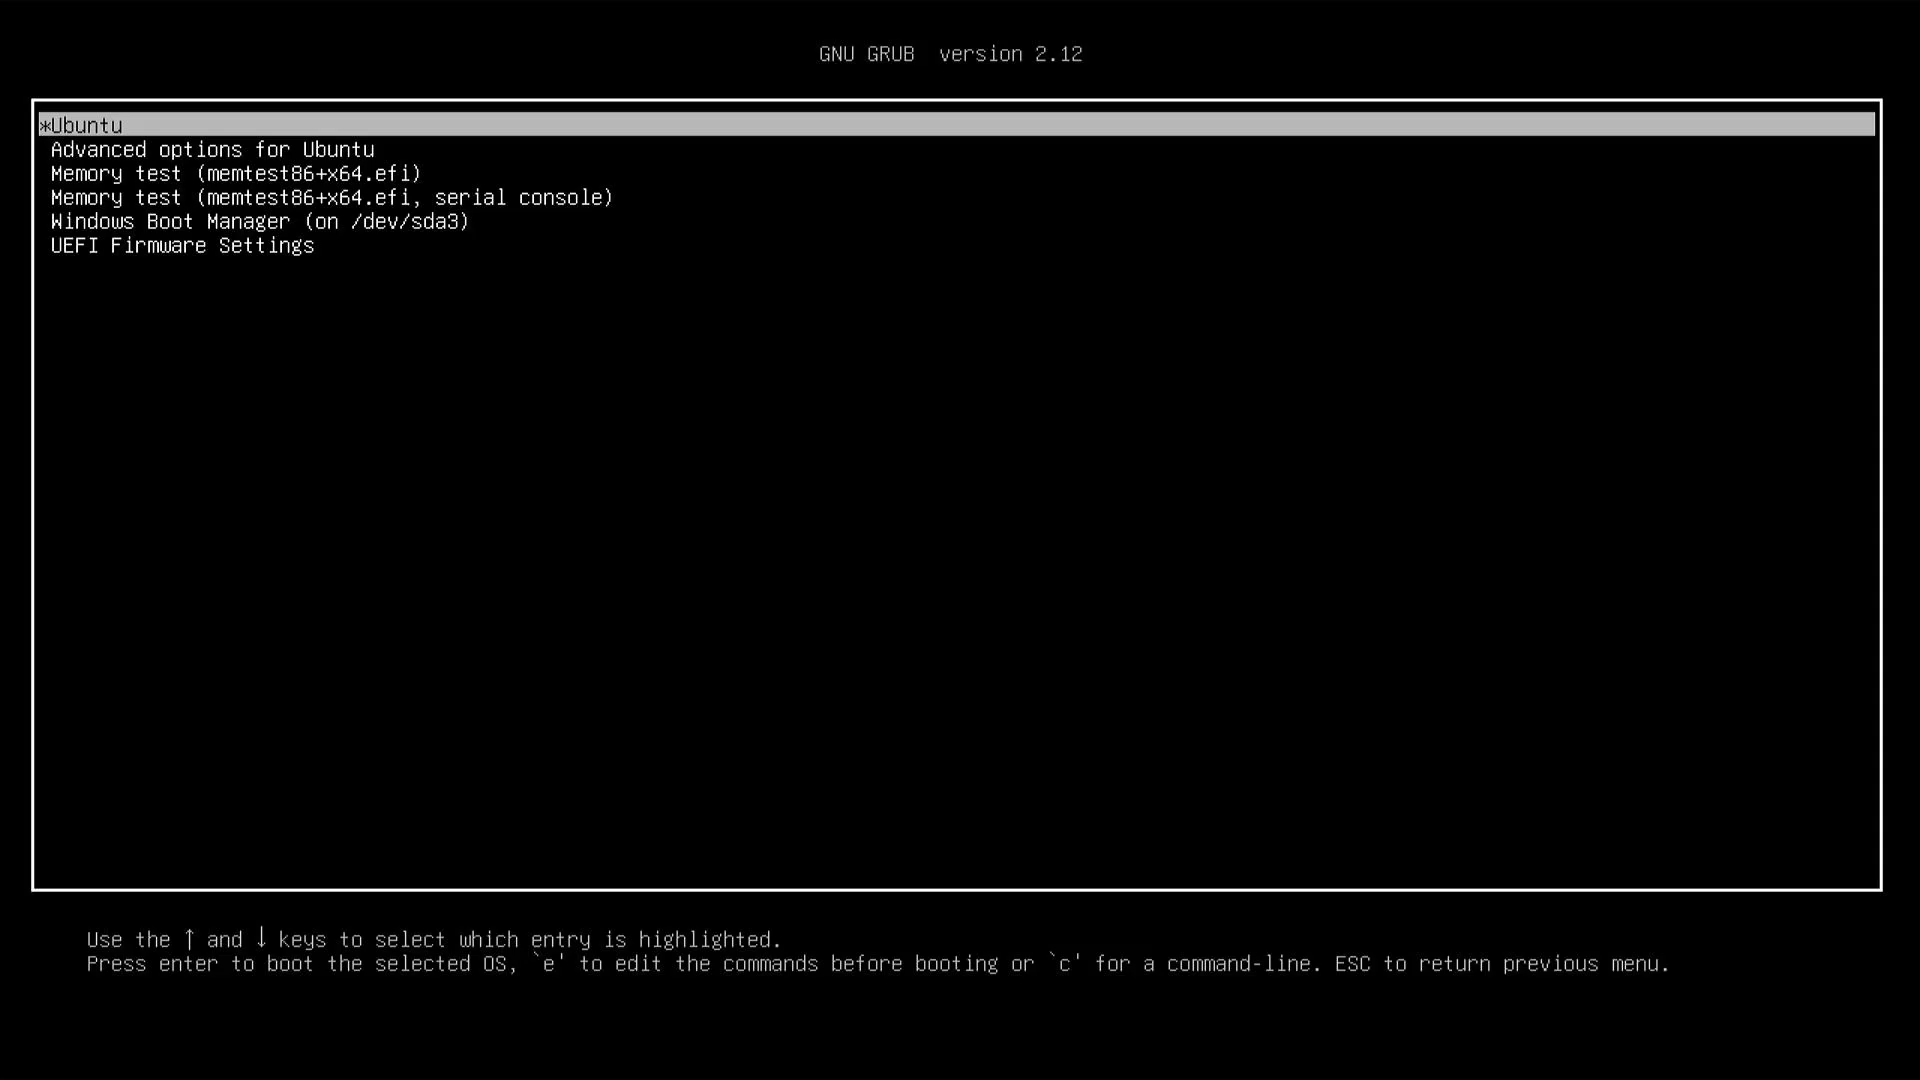 GNU GRUB  version 2.12
*Ubuntu
Advanced options for Ubuntu
Memory test (memtest86+x64.efi)
Memory test (memtest86+x64.efi, serial console)
Windows Boot Manager (on /dev/sda3)
UEFI Firmware Settings
Use the ↑ and ↓ keys to select which entry is highlighted.
Press enter to boot the selected OS, `e' to edit the commands before booting or `c' for a command-line. ESC to return previous menu.